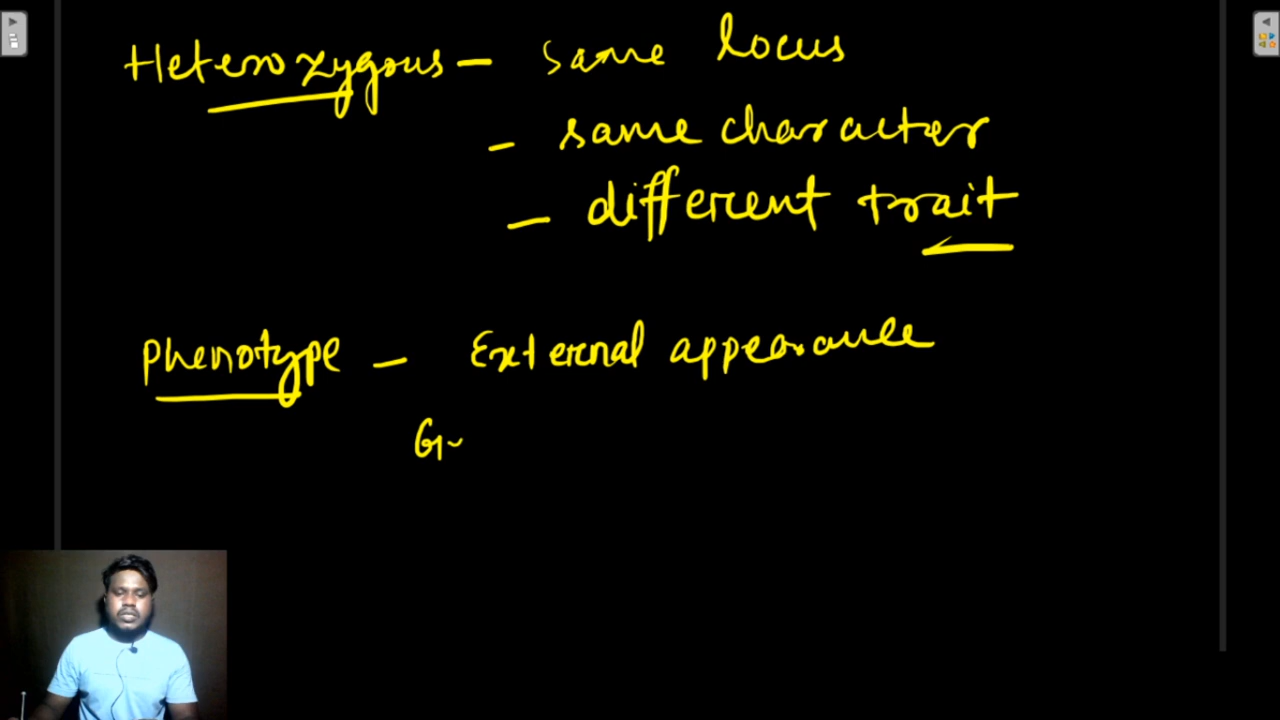 Heterozygous - same locus
- same character
- different trait
Phenotype - External appearance
G